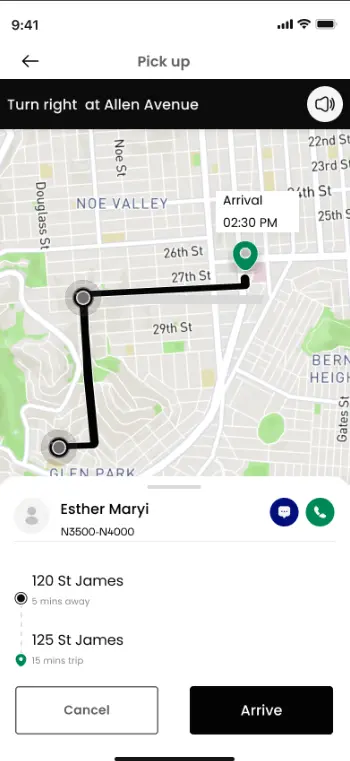 9:41
Pick up
Turn right at Allen Avenue
22nd St
23rd St
Noe St
Arrival
Douglass St
NOE VALLEY
25th St
02:30 PM
26th St
27th St
29th St
BERN
HEIGH
Gates St
GLEN PARK
Esther Maryi
N3500-N4000
120 St James
5 mins away
125 St James
15 mins trip
Cancel
Arrive